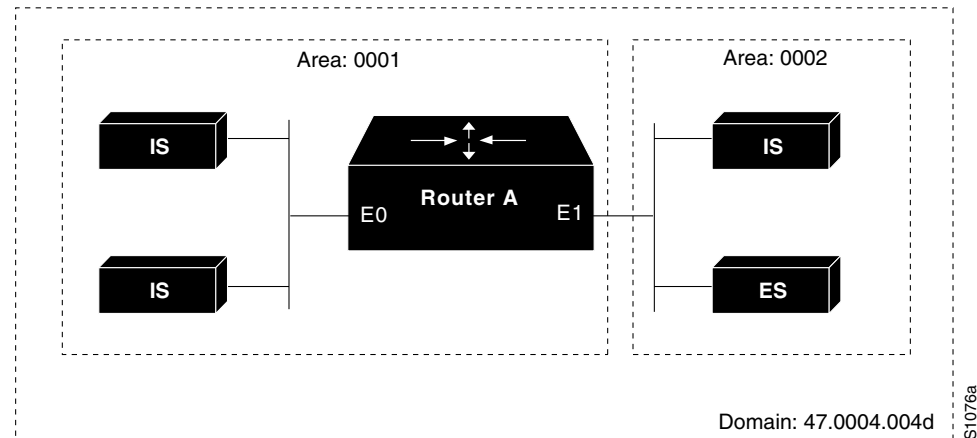 Area: 0001
Area: 0002
IS
IS
Router A
E0
E1
IS
ES
Domain: 47.0004.004d
S1076a